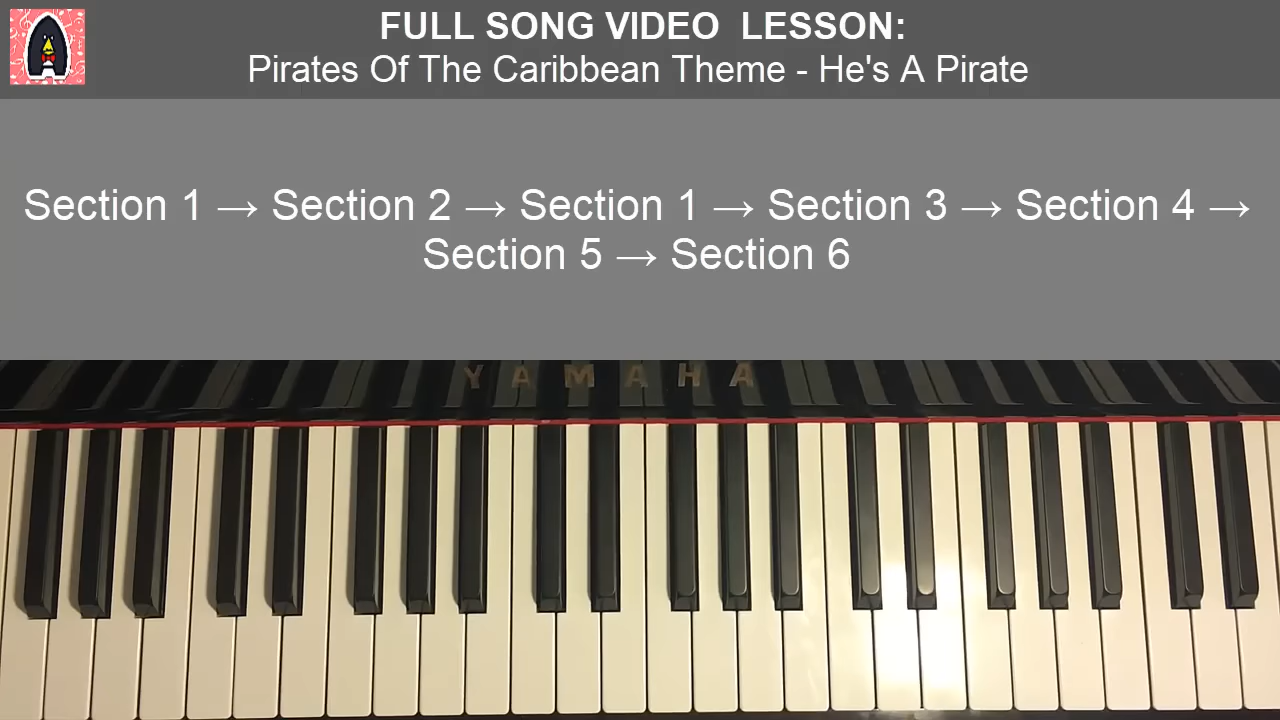 FULL SONG VIDEO  LESSON:
Pirates Of The Caribbean Theme - He's A Pirate
Section 1 → Section 2 → Section 1 → Section 3 → Section 4 →
Section 5 → Section 6
YAMAHA